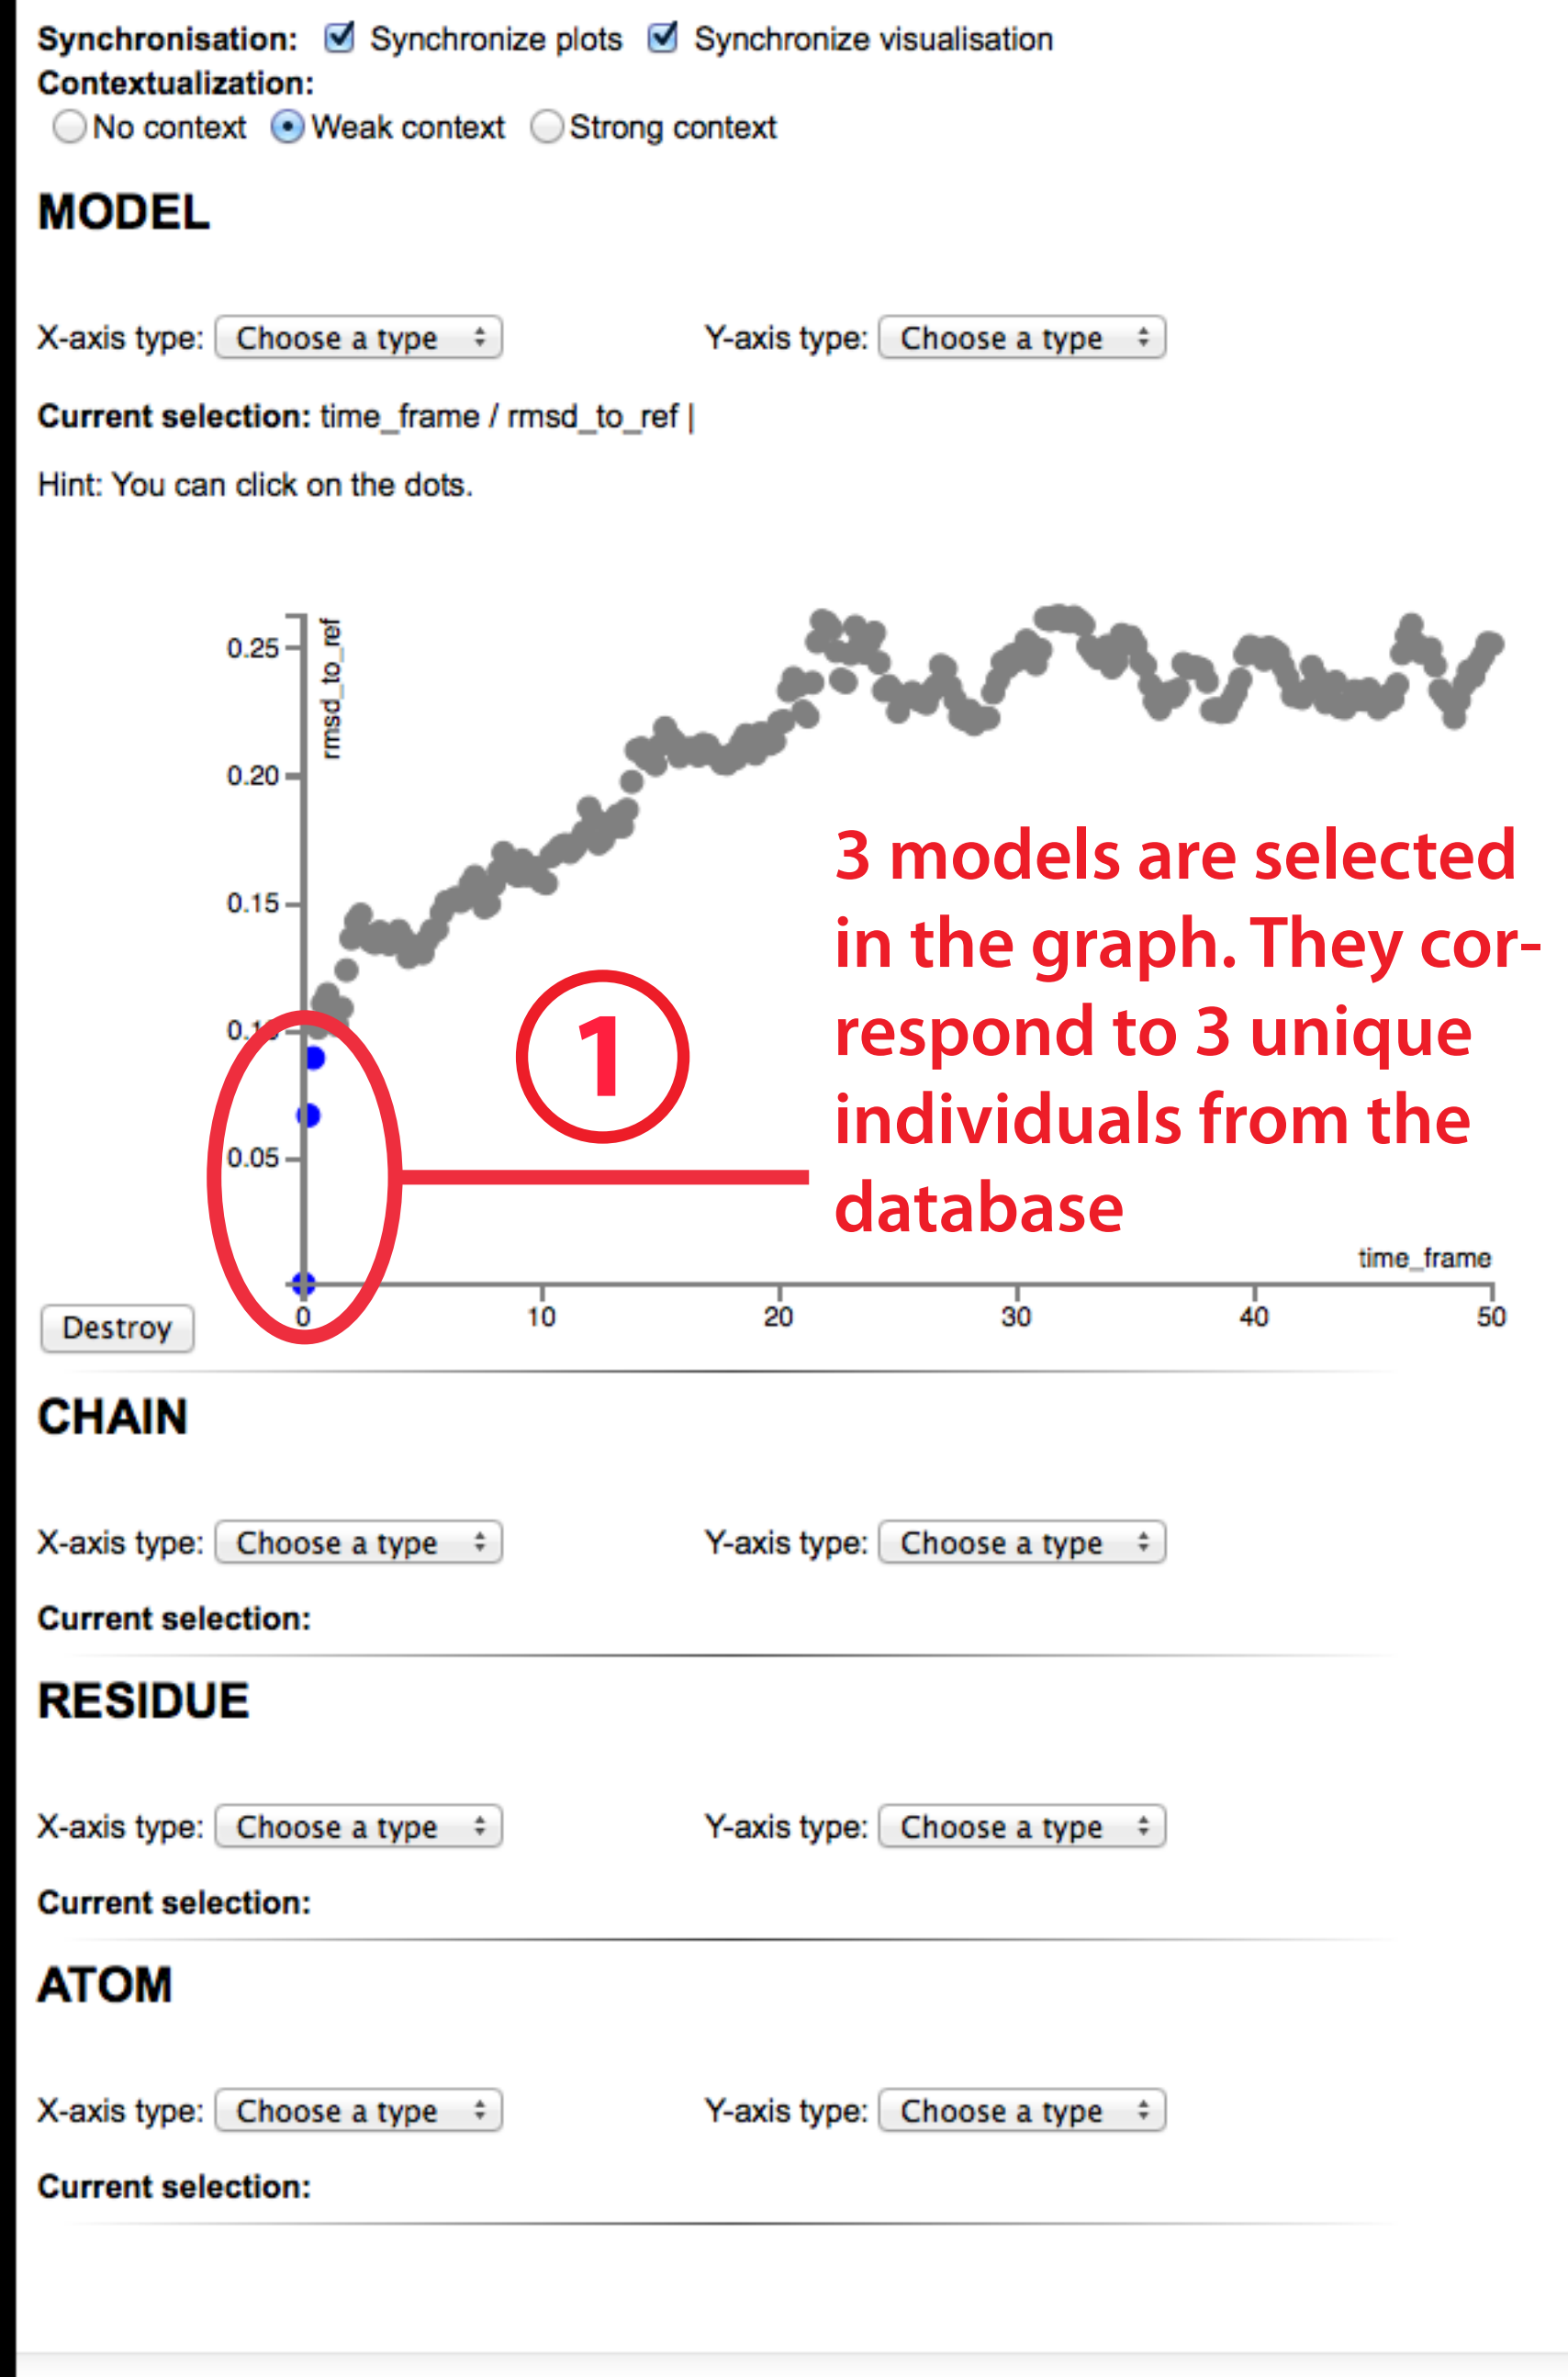 Synchronisation: Synchronize plots Synchronize visualisation
Contextualization:
No context Weak context Strong context
MODEL
X-axis type: Choose a type Y-axis type: Choose a type
Current selection: time_frame / rmsd_to_ref |
Hint: You can click on the dots.
rmsd_to_ref
0.25
0.20
0.15
0.05
1
3 models are selected
in the graph. They cor-
respond to 3 unique
individuals from the
database
time_frame
0 10 20 30 40 50
Destroy
CHAIN
X-axis type: Choose a type Y-axis type: Choose a type
Current selection:
RESIDUE
X-axis type: Choose a type Y-axis type: Choose a type
Current selection:
ATOM
X-axis type: Choose a type Y-axis type: Choose a type
Current selection: